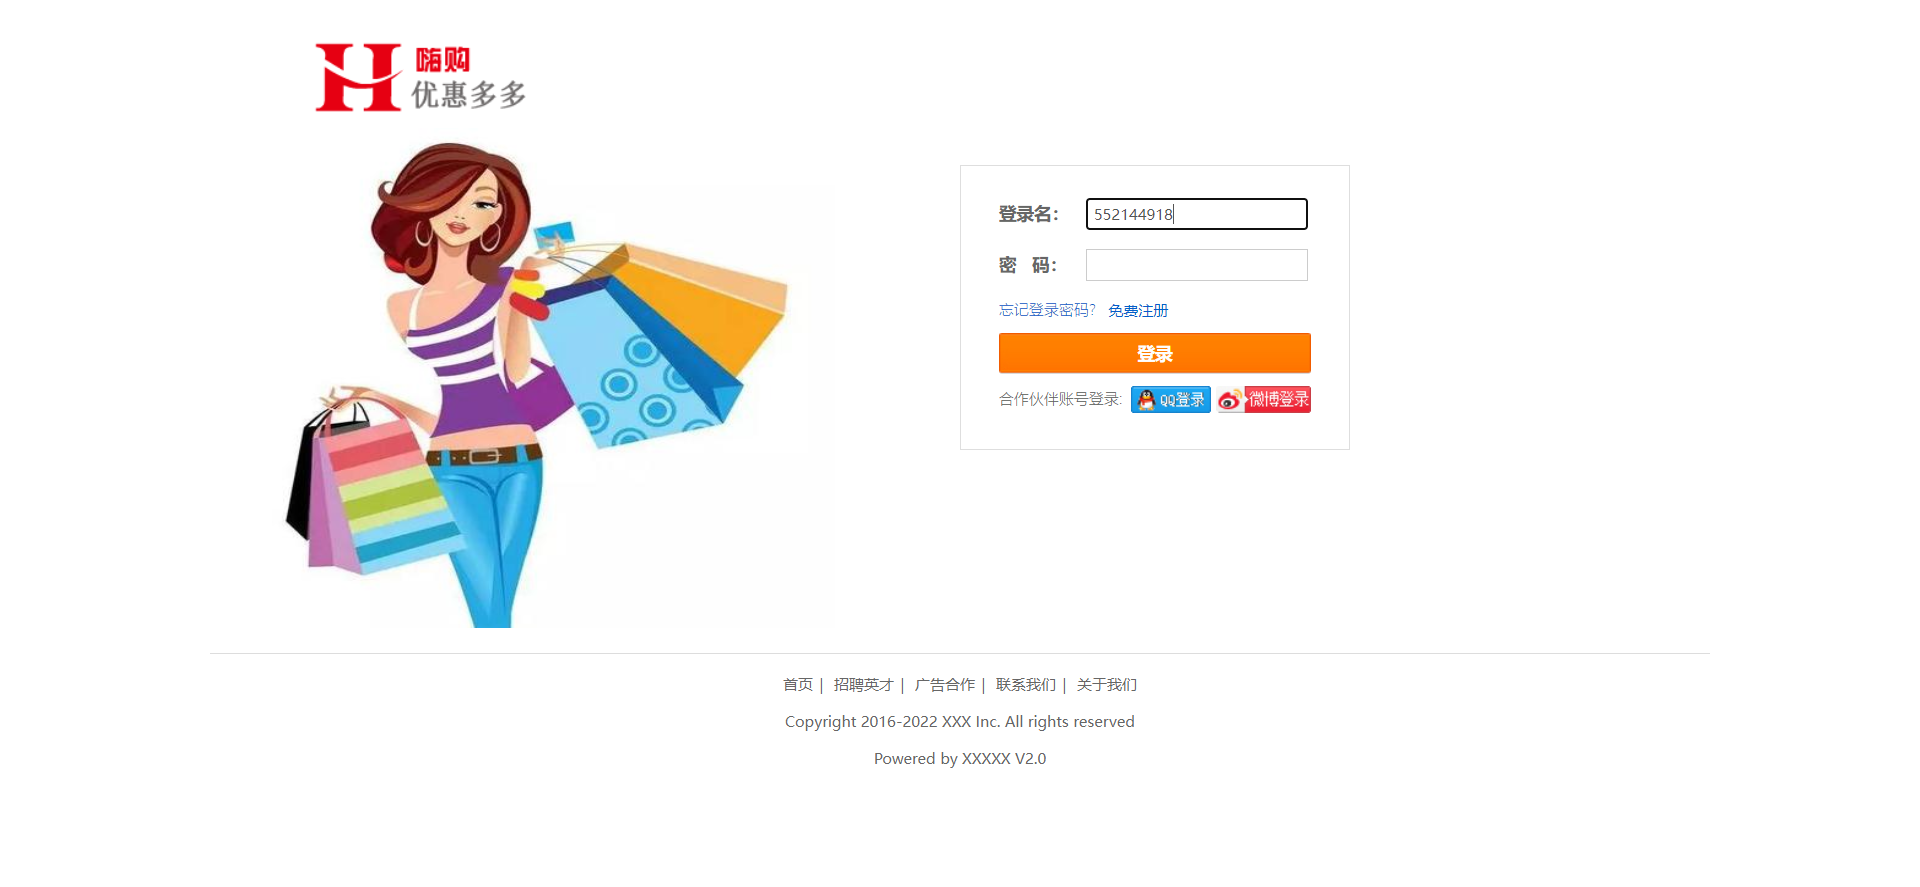 嗨购
优惠多多
登录名： 552144918
密 码：
忘记登录密码？ 免费注册
登录
合作伙伴账号登录: QQ登录 微博登录
首页 | 招聘英才 | 广告合作 | 联系我们 | 关于我们
Copyright 2016-2022 XXX Inc. All rights reserved
Powered by XXXXX V2.0